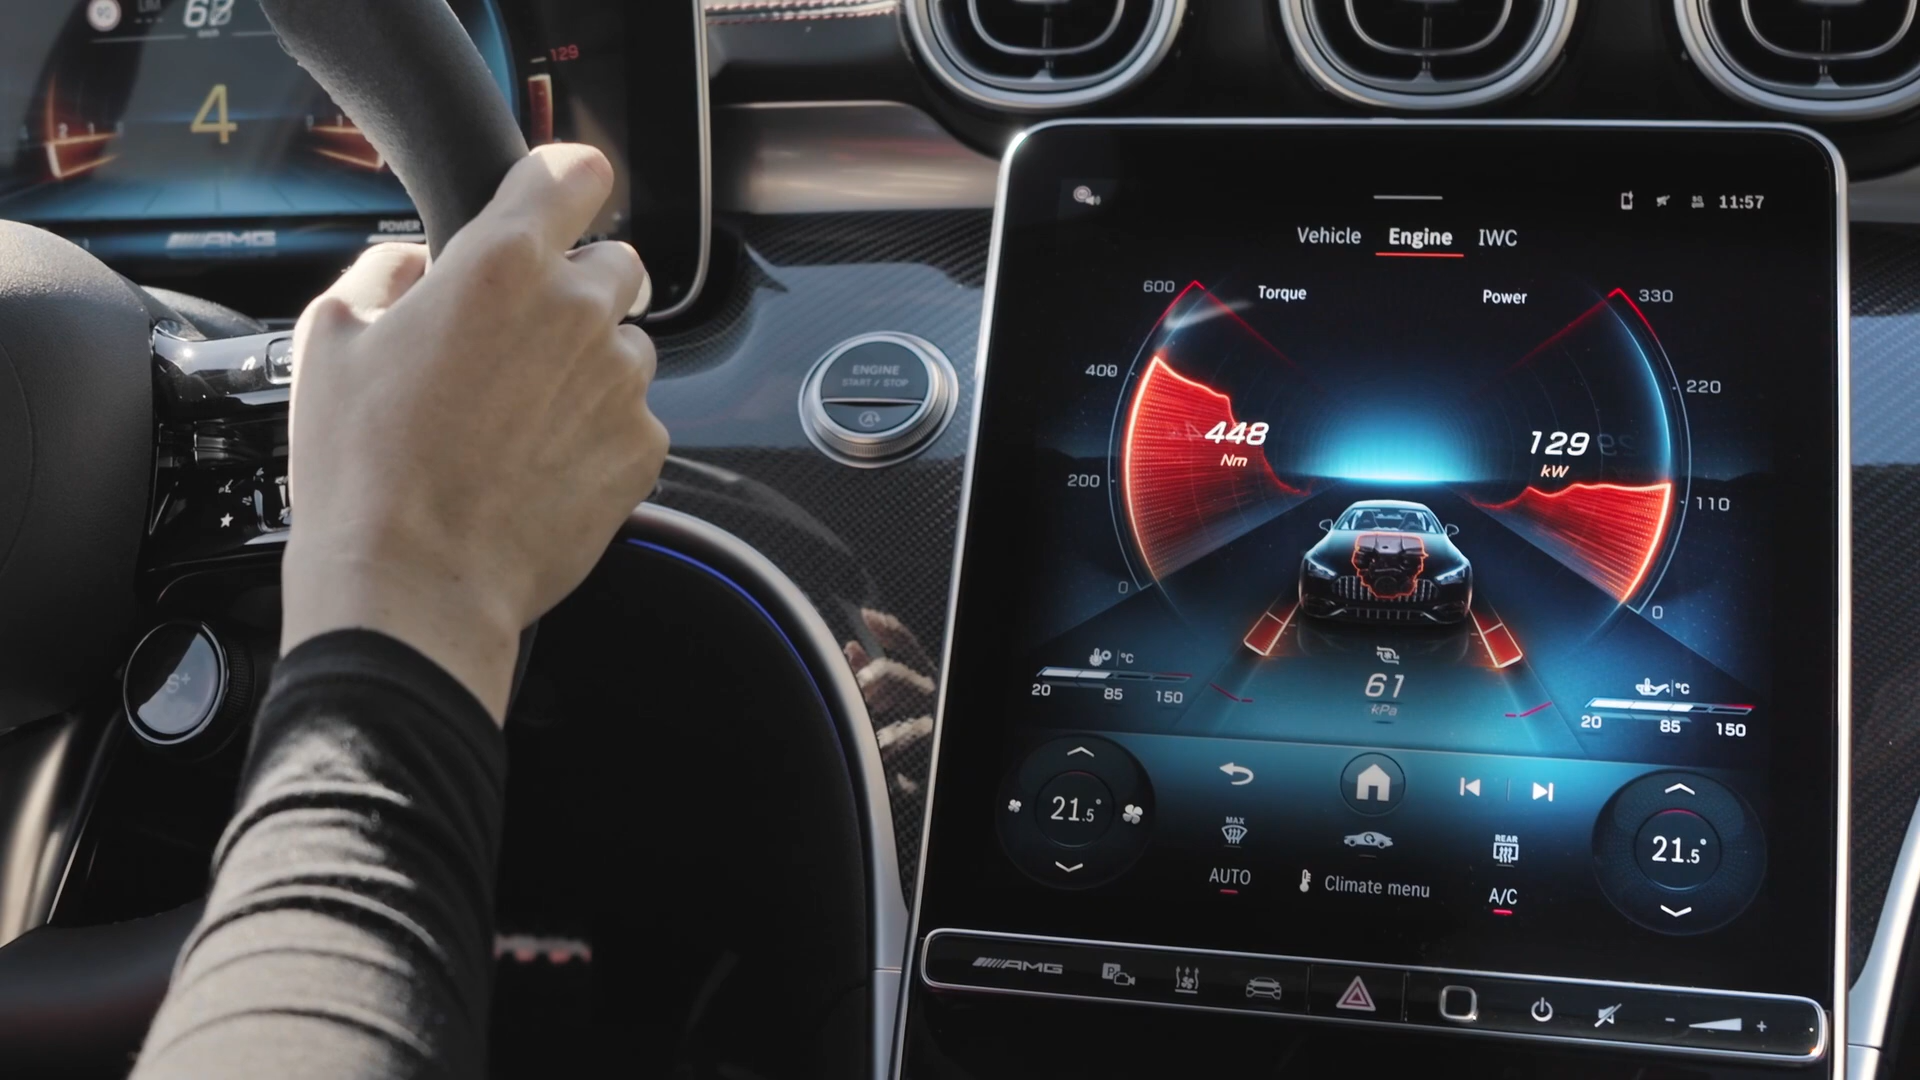 4
129
AMG
POWER
ENGINE
START / STOP
S+
11:57
Vehicle Engine IWC
Torque Power
600 330
400 220
448 129
Nm kW
200 110
0 0
61
kPa
°C
20 85 150
°C
20 85 150
21.5°
21.5°
MAX
REAR
AUTO
Climate menu
A/C
AMG
P
- +